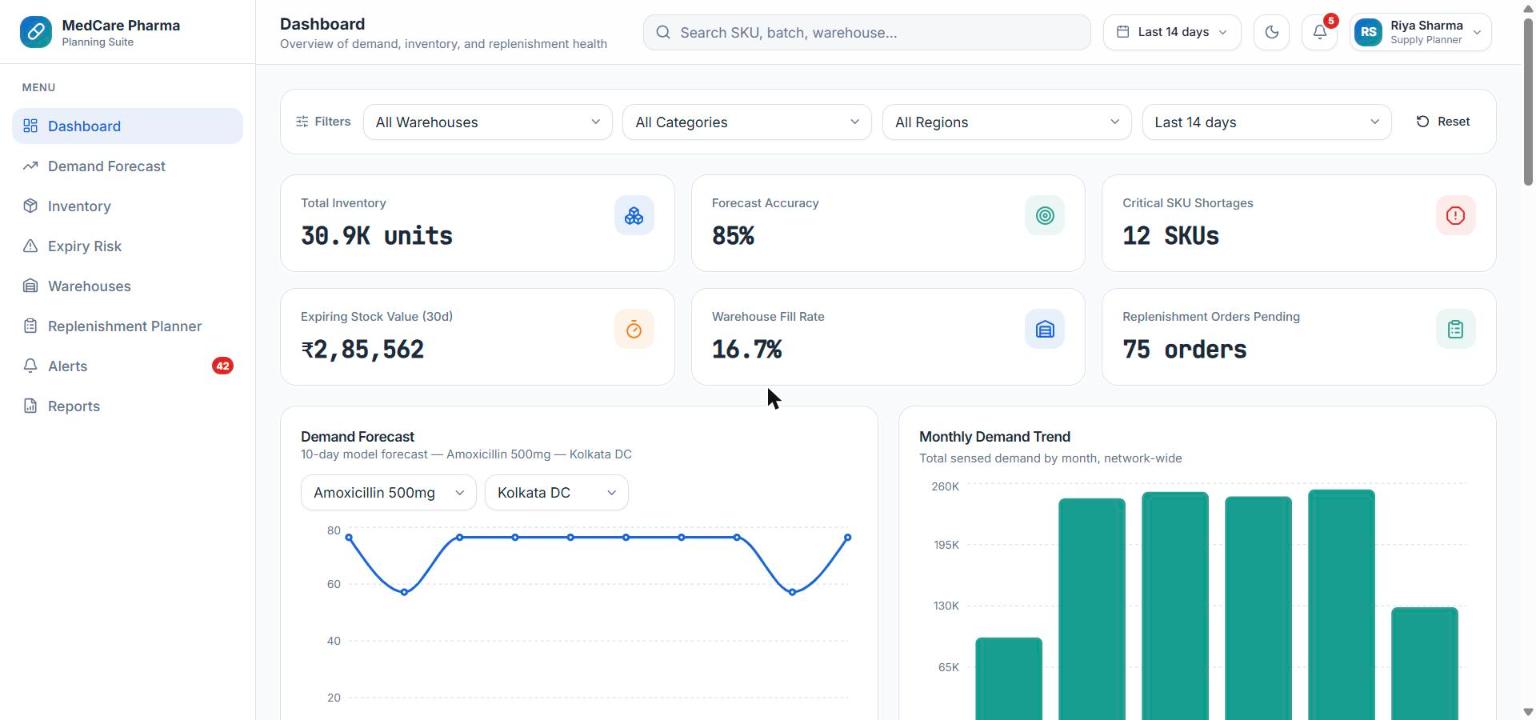 MedCare Pharma
Planning Suite
MENU
Dashboard
Demand Forecast
Inventory
Expiry Risk
Warehouses
Replenishment Planner
Alerts
42
Reports
Dashboard
Overview of demand, inventory, and replenishment health
Search SKU, batch, warehouse...
Last 14 days
5
RS
Riya Sharma
Supply Planner
Filters
All Warehouses
All Categories
All Regions
Last 14 days
Reset
Total Inventory
30.9K units
Forecast Accuracy
85%
Critical SKU Shortages
12 SKUs
Expiring Stock Value (30d)
₹2,85,562
Warehouse Fill Rate
16.7%
Replenishment Orders Pending
75 orders
Demand Forecast
10-day model forecast — Amoxicillin 500mg — Kolkata DC
Amoxicillin 500mg
Kolkata DC
80
60
40
20
Monthly Demand Trend
Total sensed demand by month, network-wide
260K
195K
130K
65K